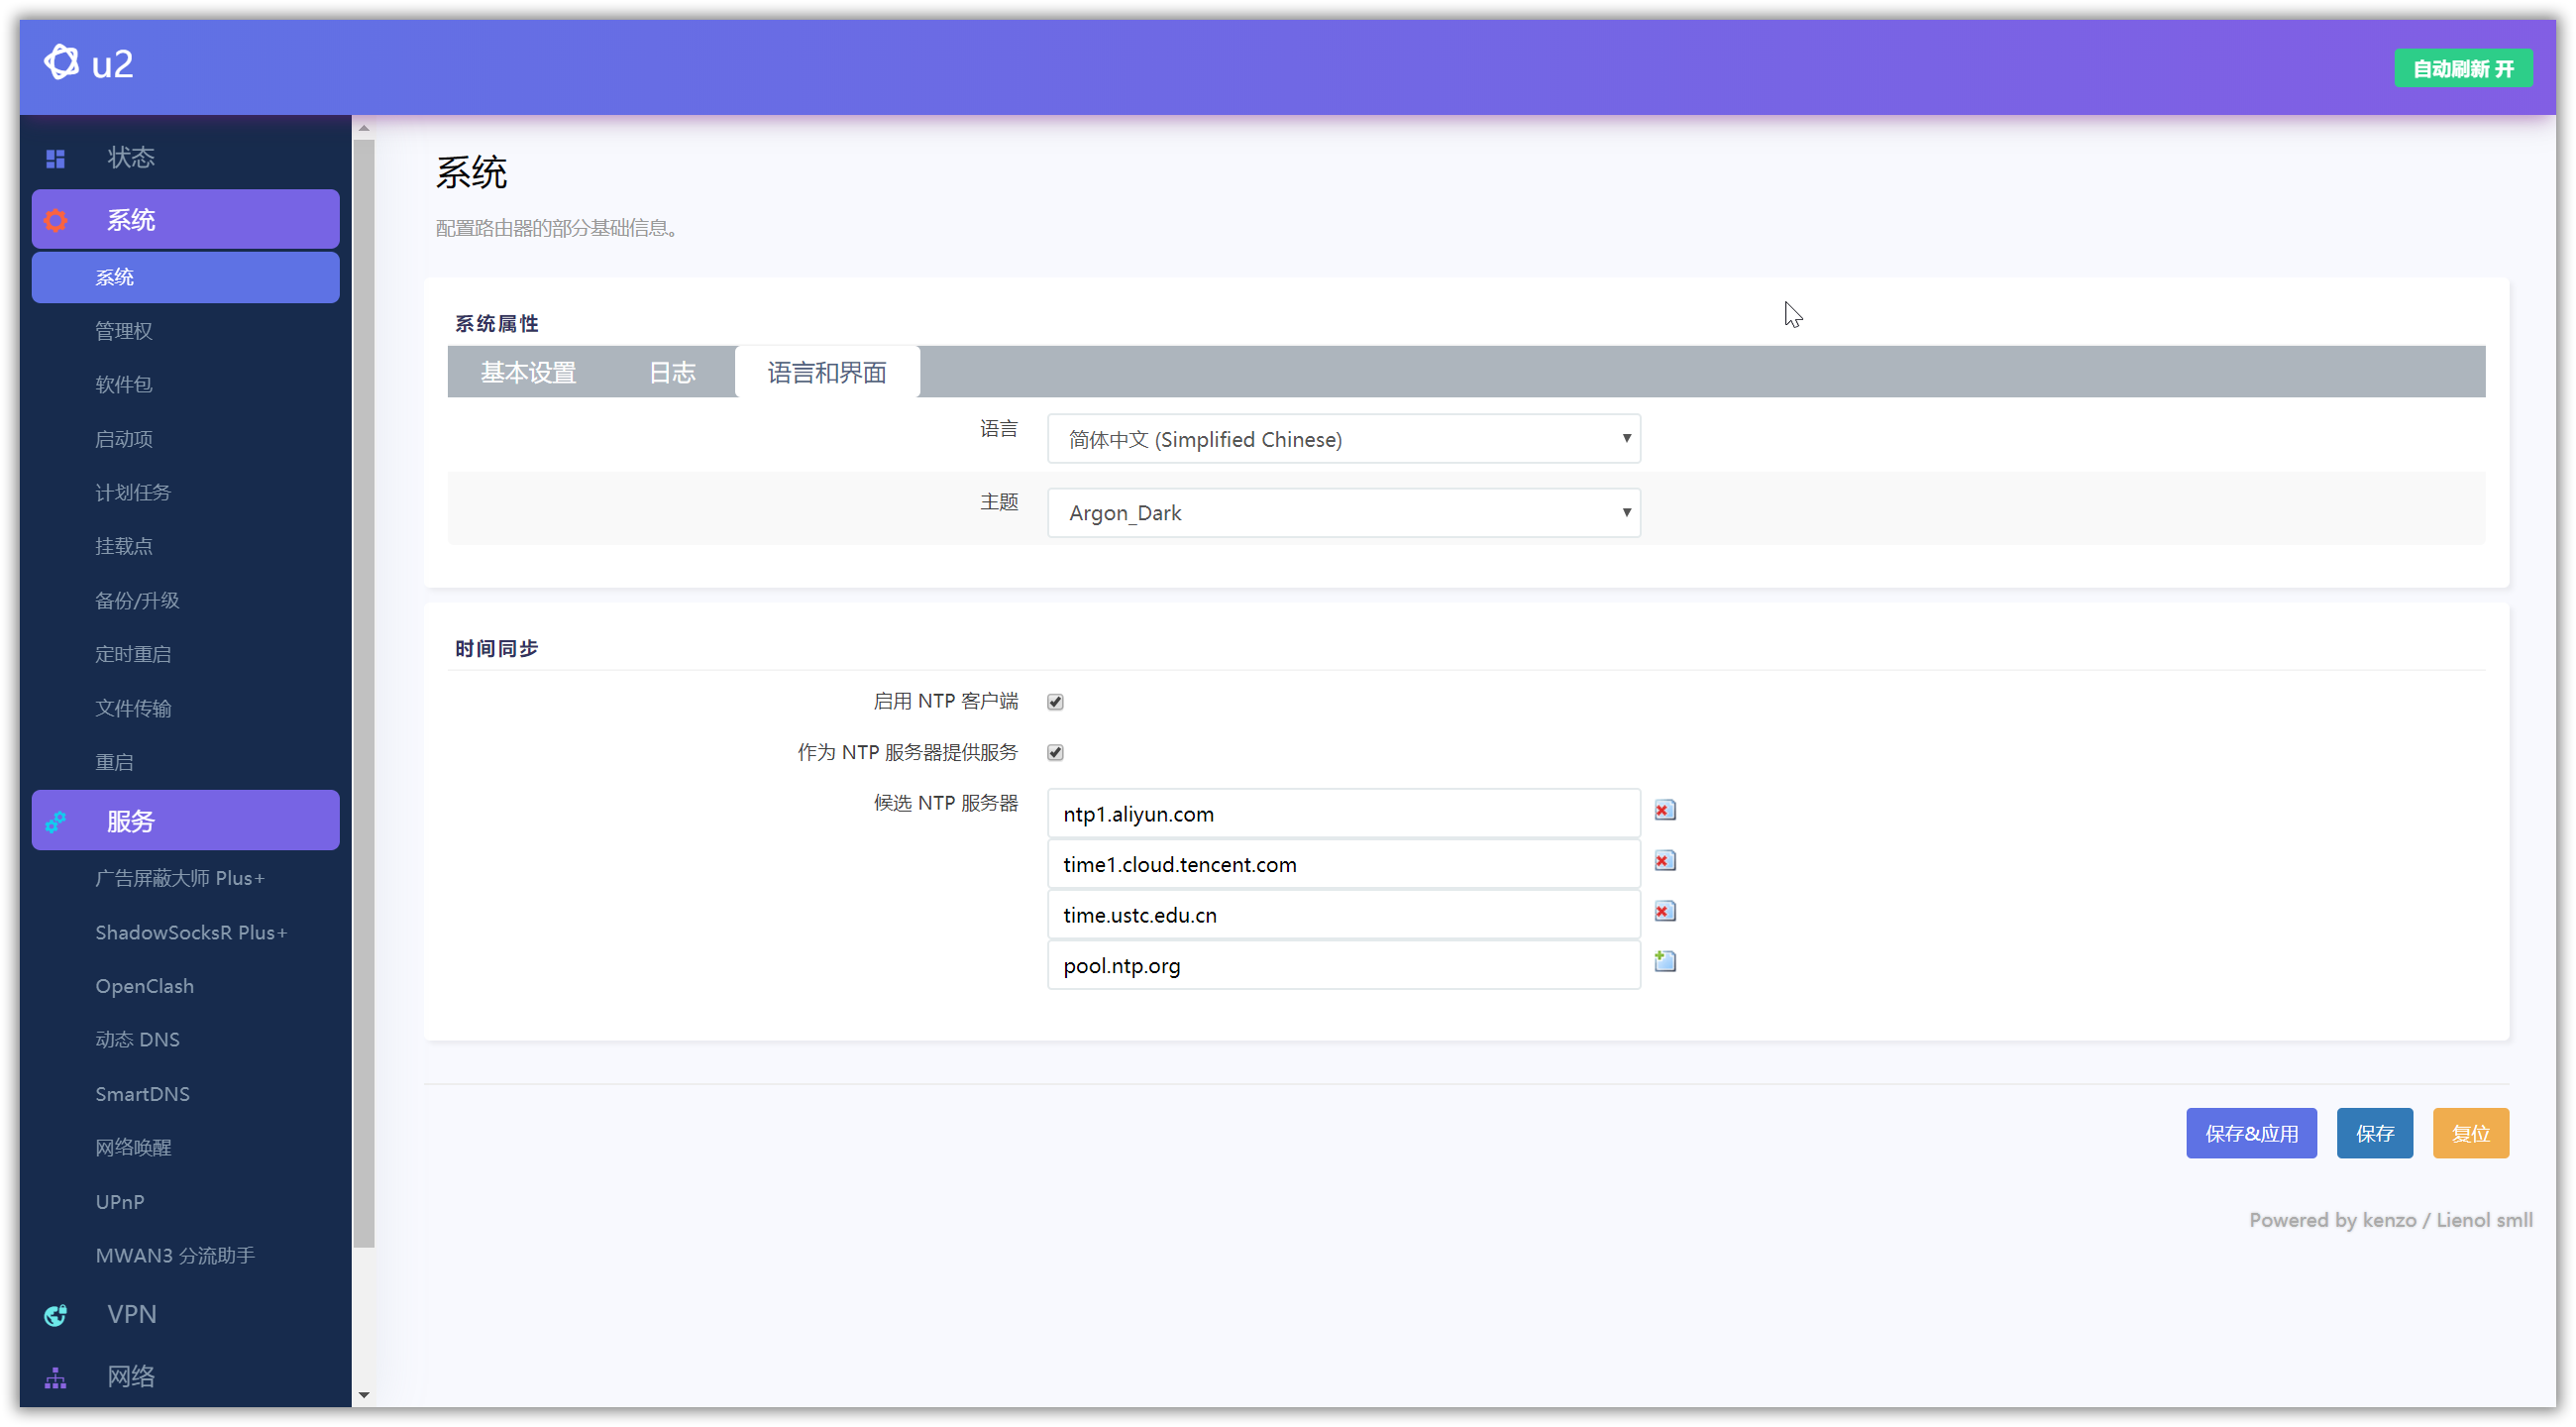 u2
自动刷新 开
状态
系统
系统
管理权
软件包
启动项
计划任务
挂载点
备份/升级
定时重启
文件传输
重启
服务
广告屏蔽大师 Plus+
ShadowSocksR Plus+
OpenClash
动态 DNS
SmartDNS
网络唤醒
UPnP
MWAN3 分流助手
VPN
网络
系统
配置路由器的部分基础信息。
系统属性
基本设置 日志 语言和界面
语言 简体中文 (Simplified Chinese)
主题 Argon_Dark
时间同步
启用 NTP 客户端
作为 NTP 服务器提供服务
候选 NTP 服务器 ntp1.aliyun.com
time1.cloud.tencent.com
time.ustc.edu.cn
pool.ntp.org
保存&应用 保存 复位
Powered by kenzo / Lienol smll